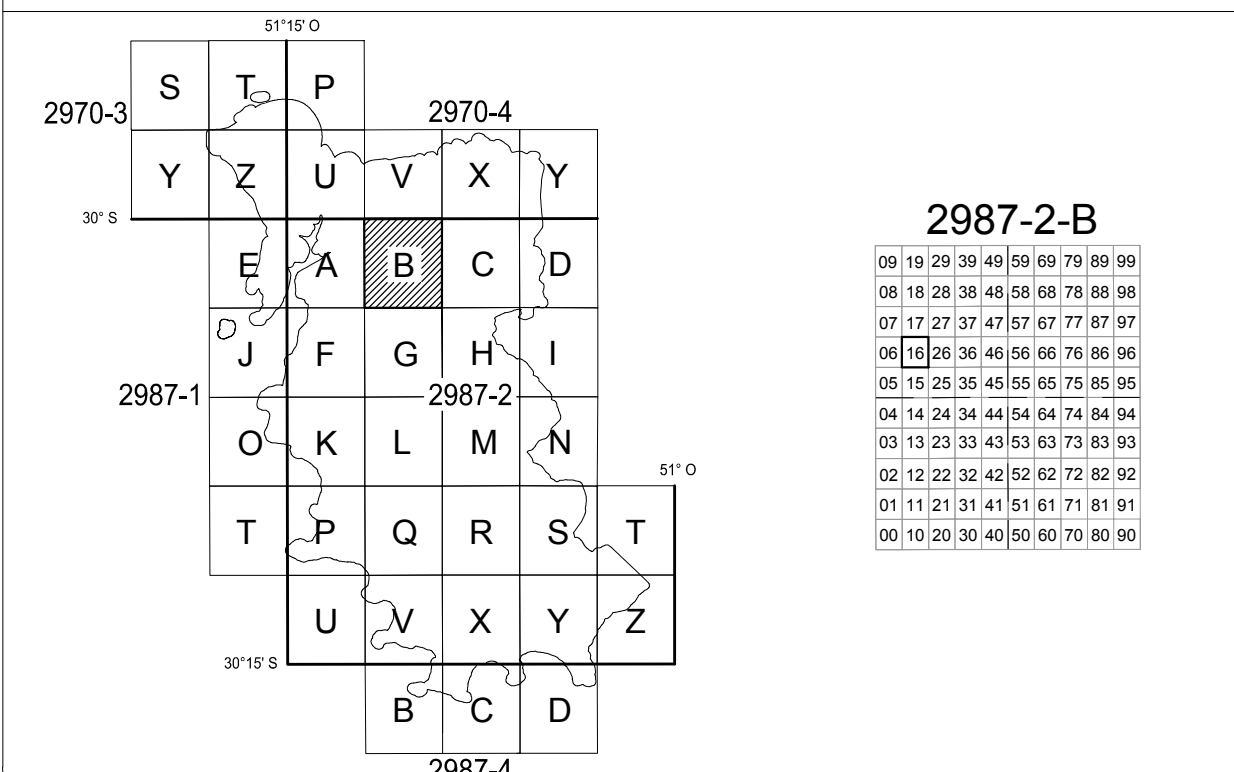 51°15' O
S T P
2970-3
2970-4
Y Z U V X Y
30° S
E A B C D
J F G H I
2987-1
2987-2
O K L M N
51° O
T P Q R S T
U V X Y Z
30°15' S
B C D
2987-4
2987-2-B
09 19 29 39 49 59 69 79 89 99
08 18 28 38 48 58 68 78 88 98
07 17 27 37 47 57 67 77 87 97
06 16 26 36 46 56 66 76 86 96
05 15 25 35 45 55 65 75 85 95
04 14 24 34 44 54 64 74 84 94
03 13 23 33 43 53 63 73 83 93
02 12 22 32 42 52 62 72 82 92
01 11 21 31 41 51 61 71 81 91
00 10 20 30 40 50 60 70 80 90